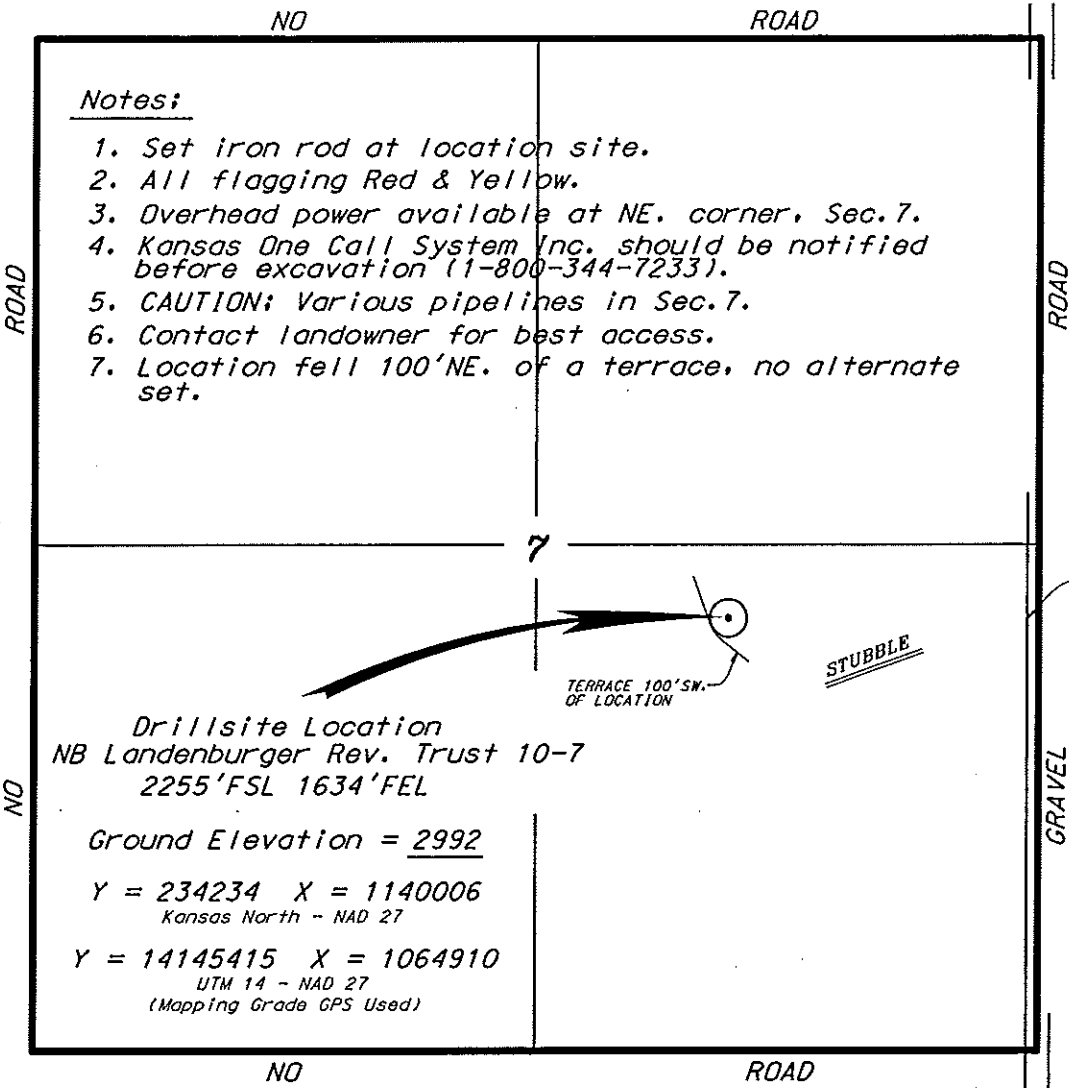 NO ROAD
Notes:
1. Set iron rod at location site.
2. All flagging Red & Yellow.
3. Overhead power available at NE. corner, Sec. 7.
4. Kansas One Call System Inc. should be notified
before excavation (1-800-344-7233).
5. CAUTION: Various pipelines in Sec. 7.
6. Contact landowner for best access.
7. Location fell 100'NE. of a terrace, no alternate
set.
NO ROAD
GRAVEL ROAD
7
STUBBLE
TERRACE 100'SW.
OF LOCATION
Drillsite Location
NB Landenburger Rev. Trust 10-7
2255'FSL 1634'FEL
Ground Elevation = 2992
Y = 234234 X = 1140006
Kansas North - NAD 27
Y = 14145415 X = 1064910
UTM 14 - NAD 27
(Mapping Grade GPS Used)
NO ROAD